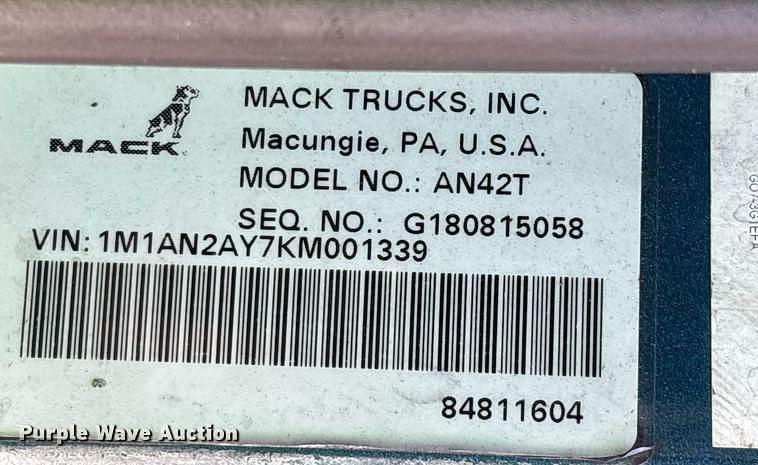 MACK TRUCKS, INC.
MACK
Macungie, PA, U.S.A.
MODEL NO.: AN42T
SEQ. NO.: G180815058
VIN: 1M1AN2AY7KM001339
84811604
Purple Wave Auction